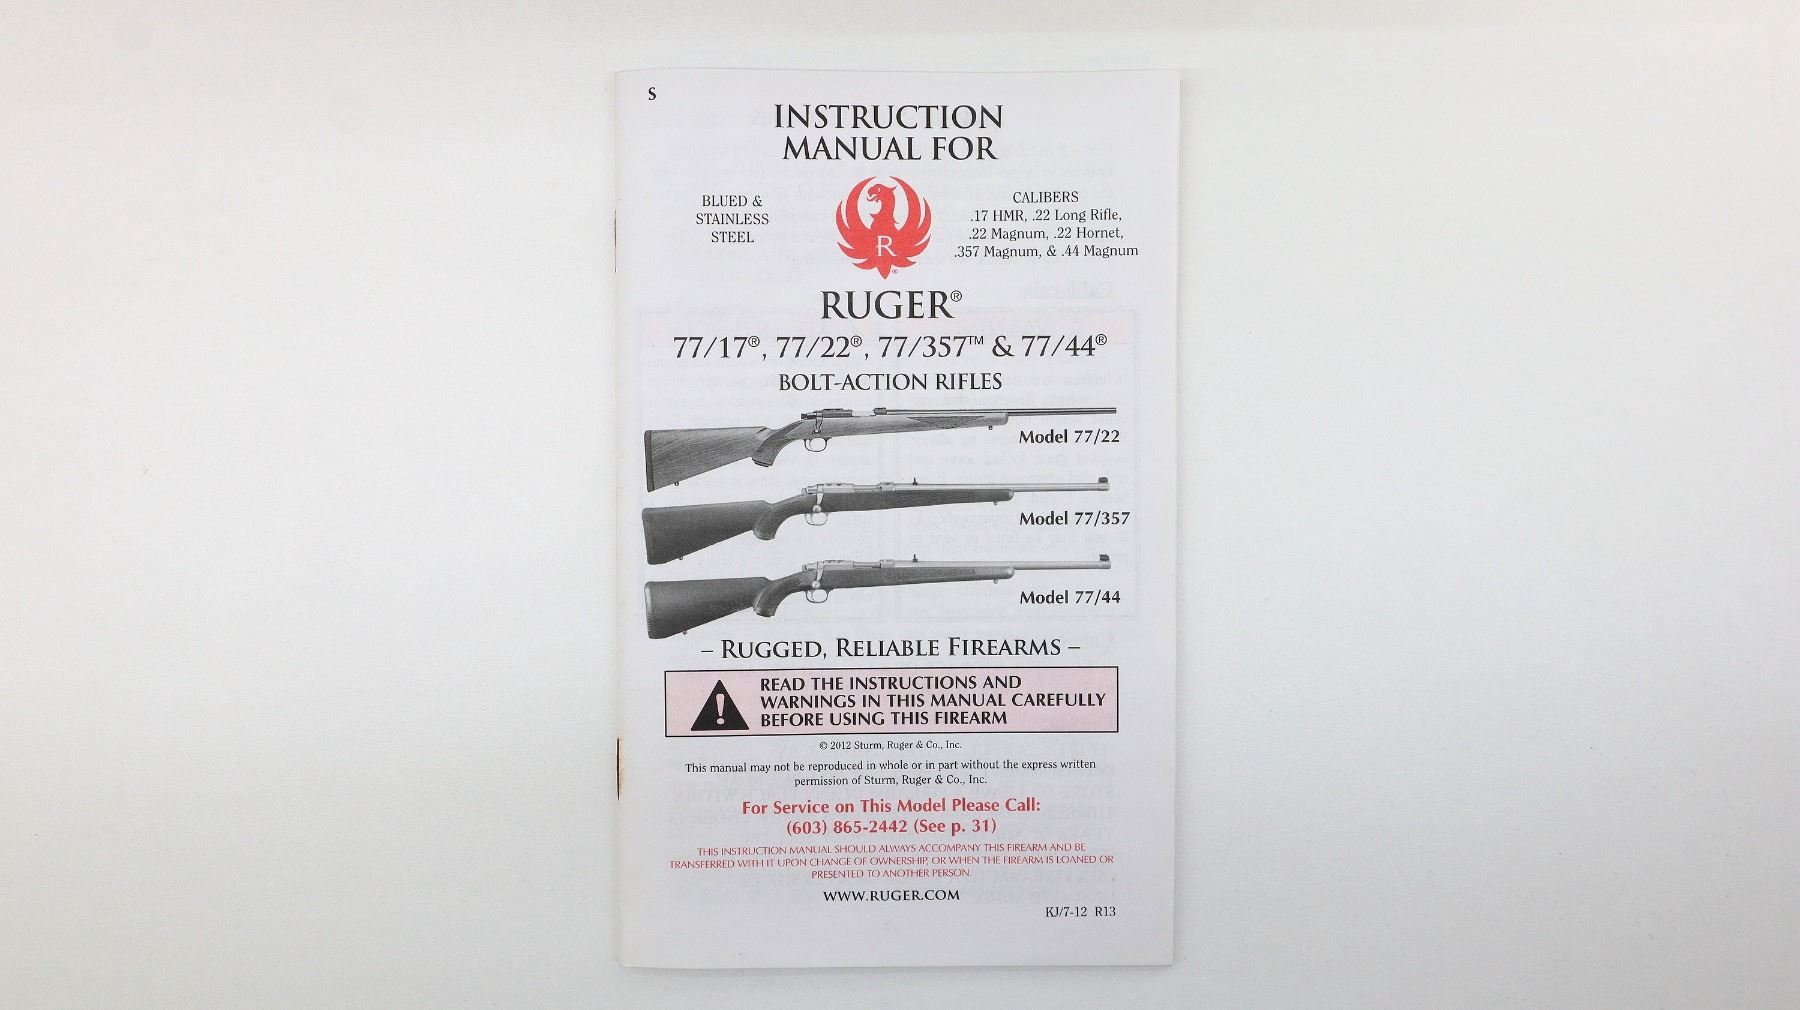 S
INSTRUCTION
MANUAL FOR
BLUED &
STAINLESS
STEEL
R
®
CALIBERS
.17 HMR, .22 Long Rifle,
.22 Magnum, .22 Hornet,
.357 Magnum, & .44 Magnum
RUGER®
77/17®, 77/22®, 77/357™ & 77/44®
BOLT-ACTION RIFLES
Model 77/22
Model 77/357
Model 77/44
– RUGGED, RELIABLE FIREARMS –
READ THE INSTRUCTIONS AND
WARNINGS IN THIS MANUAL CAREFULLY
BEFORE USING THIS FIREARM
© 2012 Sturm, Ruger & Co., Inc.
This manual may not be reproduced in whole or in part without the express written
permission of Sturm, Ruger & Co., Inc.
For Service on This Model Please Call:
(603) 865-2442 (See p. 31)
THIS INSTRUCTION MANUAL SHOULD ALWAYS ACCOMPANY THIS FIREARM AND BE
TRANSFERRED WITH IT UPON CHANGE OF OWNERSHIP, OR WHEN THE FIREARM IS LOANED OR
PRESENTED TO ANOTHER PERSON.
WWW.RUGER.COM
KJ/7-12 R13